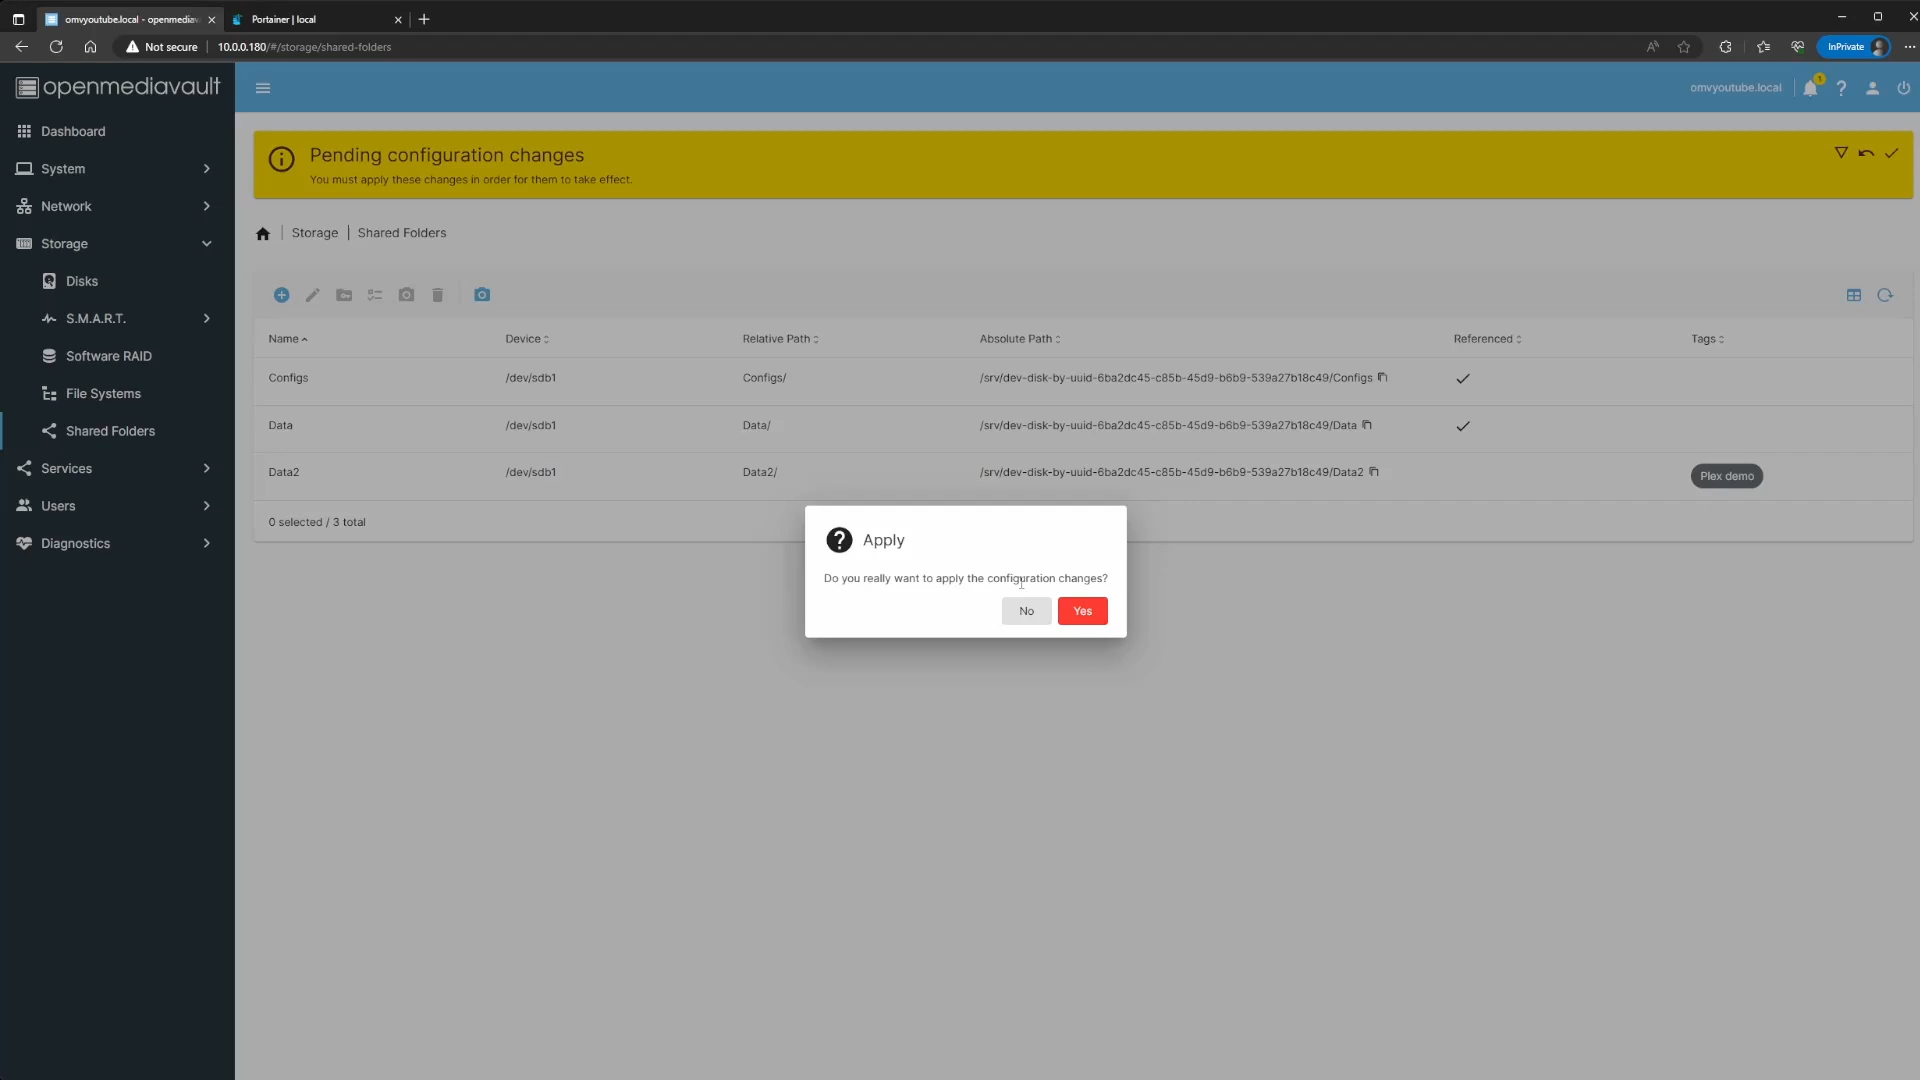 omvyoutube.local - openmediav
Portainer | local
Not secure
10.0.0.180/#/storage/shared-folders
InPrivate
openmediavault
omvyoutube.local
1
Dashboard
System
Network
Storage
Disks
S.M.A.R.T.
Software RAID
File Systems
Shared Folders
Services
Users
Diagnostics
Pending configuration changes
You must apply these changes in order for them to take effect.
Storage | Shared Folders
Name Device Relative Path Absolute Path Referenced Tags
Configs /dev/sdb1 Configs/ /srv/dev-disk-by-uuid-6ba2dc45-c85b-45d9-b6b9-539a27b18c49/Configs
Data /dev/sdb1 Data/ /srv/dev-disk-by-uuid-6ba2dc45-c85b-45d9-b6b9-539a27b18c49/Data
Data2 /dev/sdb1 Data2/ /srv/dev-disk-by-uuid-6ba2dc45-c85b-45d9-b6b9-539a27b18c49/Data2 Plex demo
0 selected / 3 total
Apply
Do you really want to apply the configuration changes?
No Yes